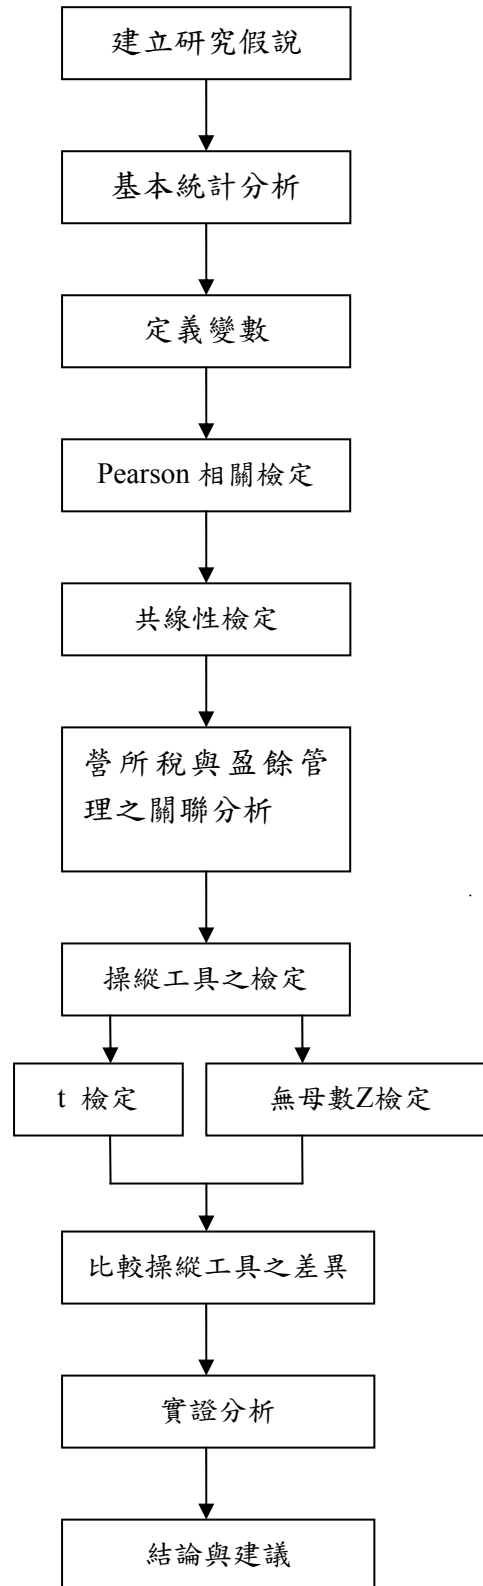 建立研究假說
基本統計分析
定義變數
Pearson 相關檢定
共線性檢定
營所稅與盈餘管
理之關聯分析
操縱工具之檢定
t 檢定
無母數Z檢定
比較操縱工具之差異
實證分析
結論與建議